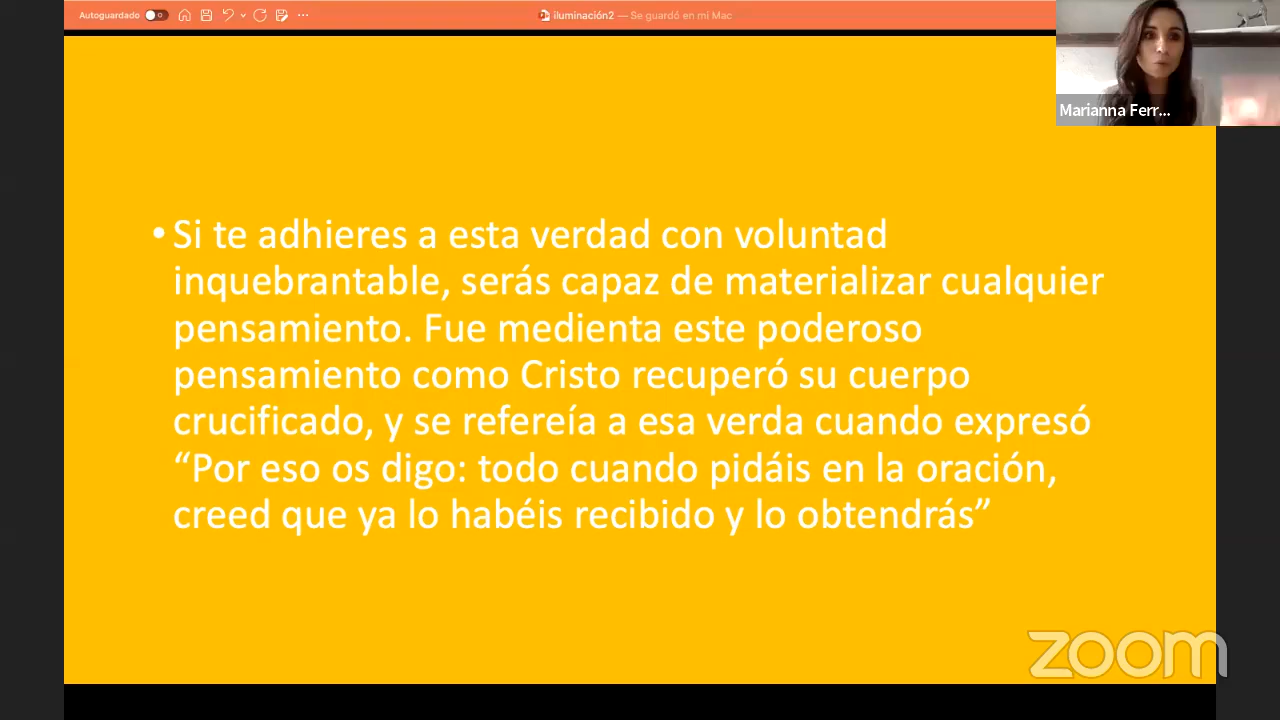 Autoguardado
iluminación2 — Se guardó en mi Mac
Marianna Ferr...
• Si te adhieres a esta verdad con voluntad
inquebrantable, serás capaz de materializar cualquier
pensamiento. Fue medienta este poderoso
pensamiento como Cristo recuperó su cuerpo
crucificado, y se refereía a esa verda cuando expresó
“Por eso os digo: todo cuando pidáis en la oración,
creed que ya lo habéis recibido y lo obtendrás”
zoom